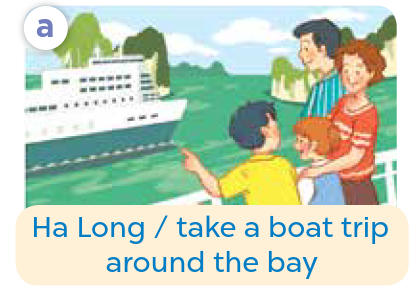 a
Ha Long / take a boat trip
around the bay